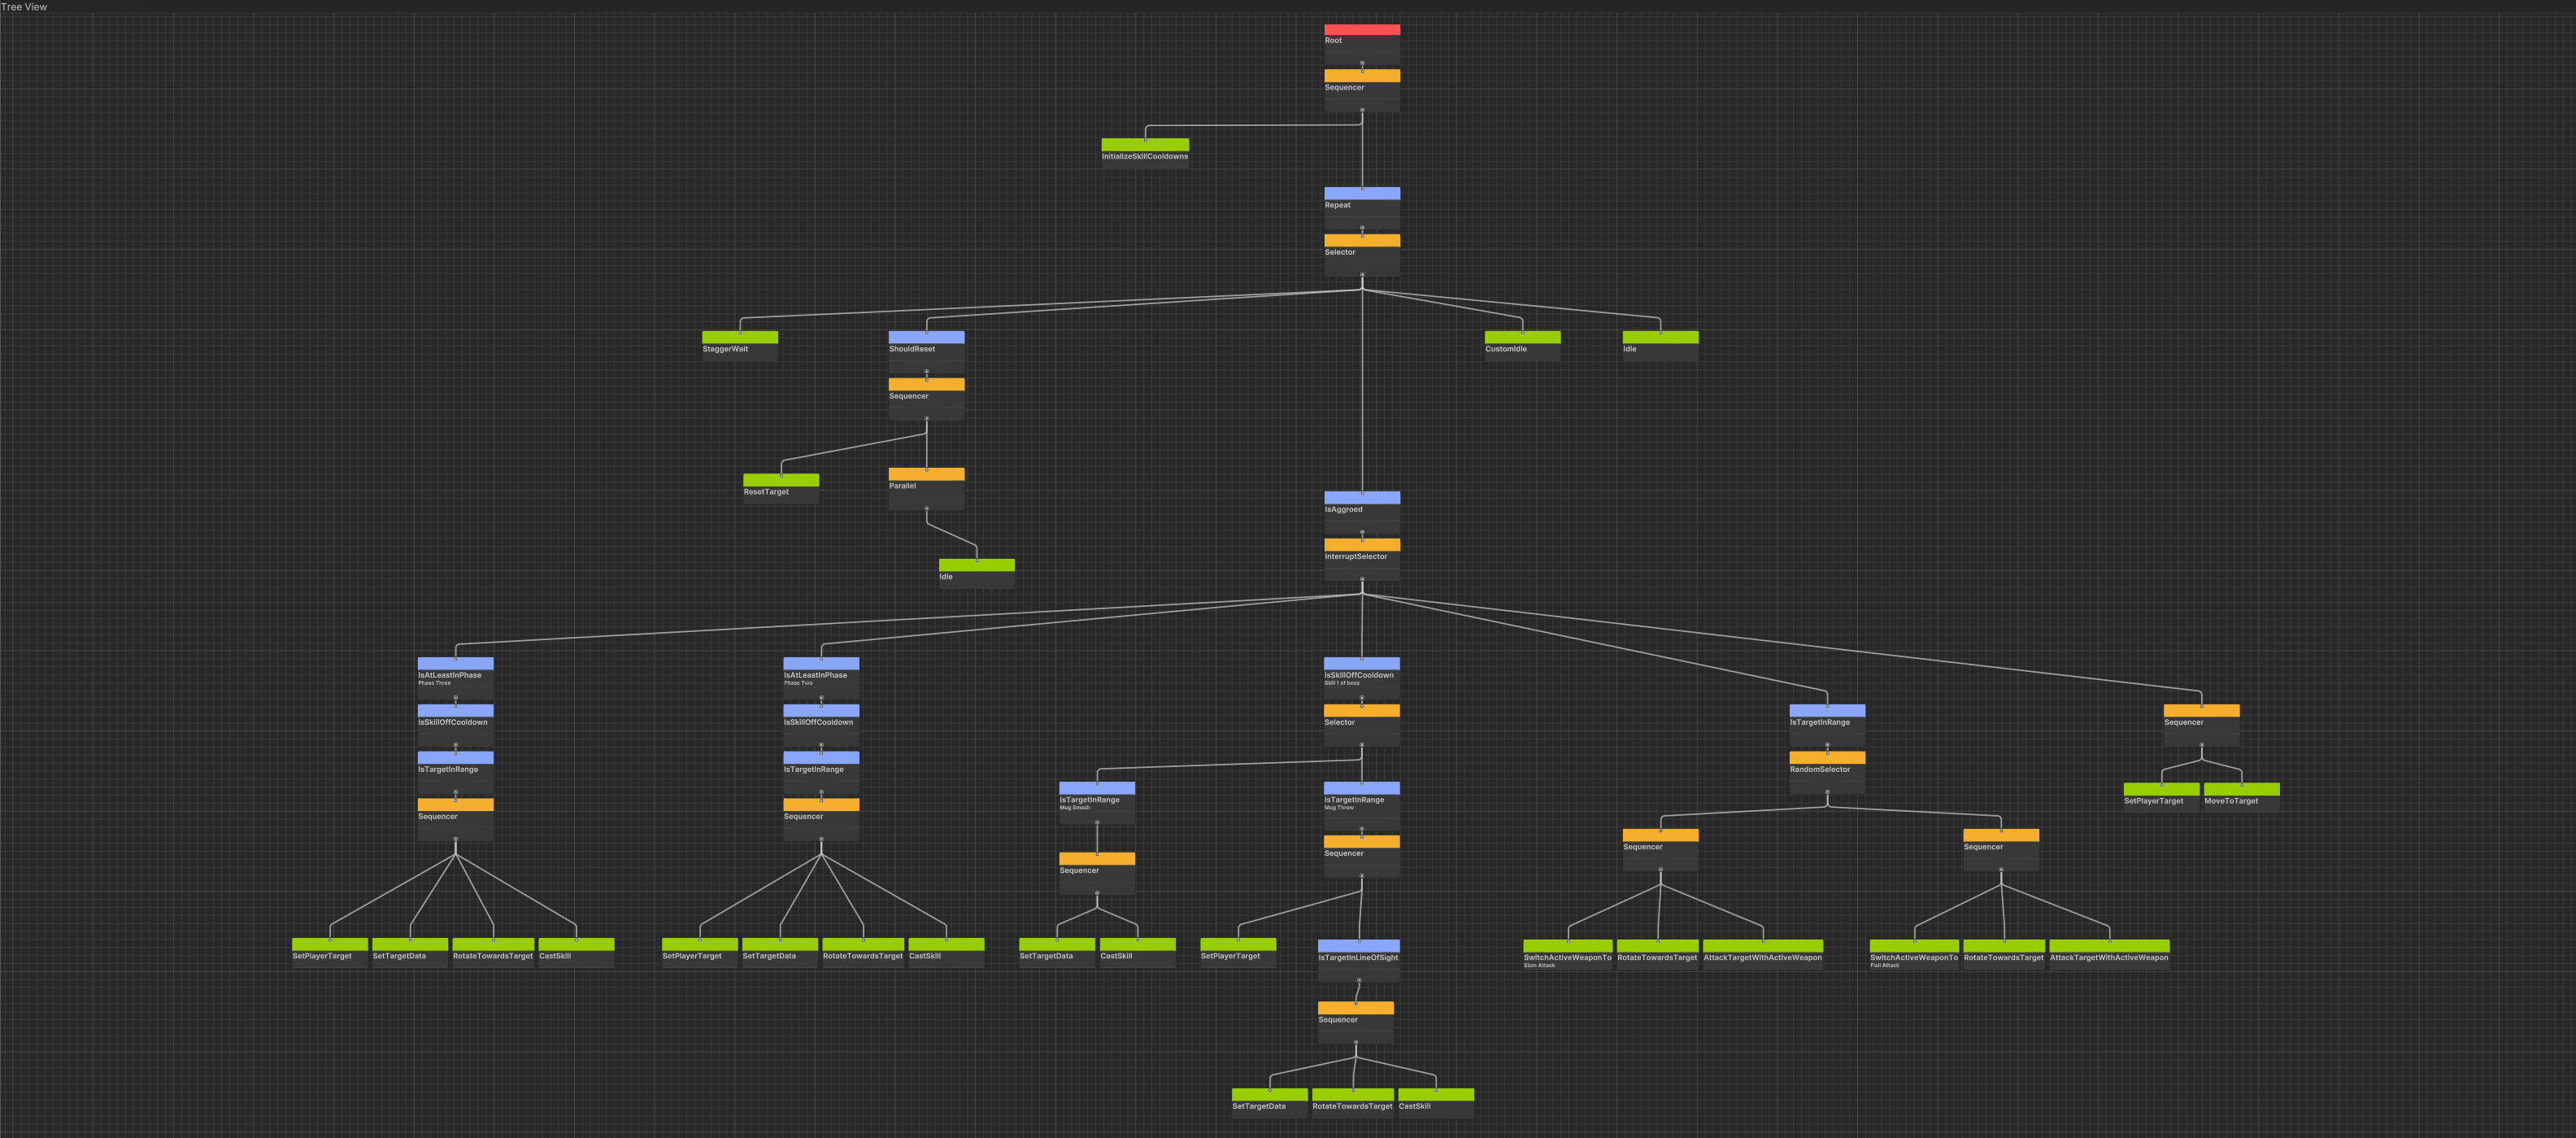 Tree View
Root
Sequencer
InitializeSkillCooldowns
Repeat
Selector
StaggerWait
ShouldReset
CustomIdle
Idle
Sequencer
ResetTarget
Parallel
IsAggroed
InterruptSelector
Idle
IsAtLeastInPhase
Phase Three
IsAtLeastInPhase
Phase Two
IsSkillOffCooldown
Skill 1 of boss
IsSkillOffCooldown
IsSkillOffCooldown
Selector
IsTargetInRange
Sequencer
IsTargetInRange
IsTargetInRange
RandomSelector
IsTargetInRange
Mug Smash
IsTargetInRange
Mug Throw
SetPlayerTarget
MoveToTarget
Sequencer
Sequencer
Sequencer
Sequencer
Sequencer
Sequencer
SetPlayerTarget
SetTargetData
RotateTowardsTarget
CastSkill
SetPlayerTarget
SetTargetData
RotateTowardsTarget
CastSkill
SetTargetData
CastSkill
SetPlayerTarget
IsTargetInLineOfSight
SwitchActiveWeaponTo
Slam Attack
RotateTowardsTarget
AttackTargetWithActiveWeapon
SwitchActiveWeaponTo
RotateTowardsTarget
AttackTargetWithActiveWeapon
Sequencer
SetTargetData
RotateTowardsTarget
CastSkill